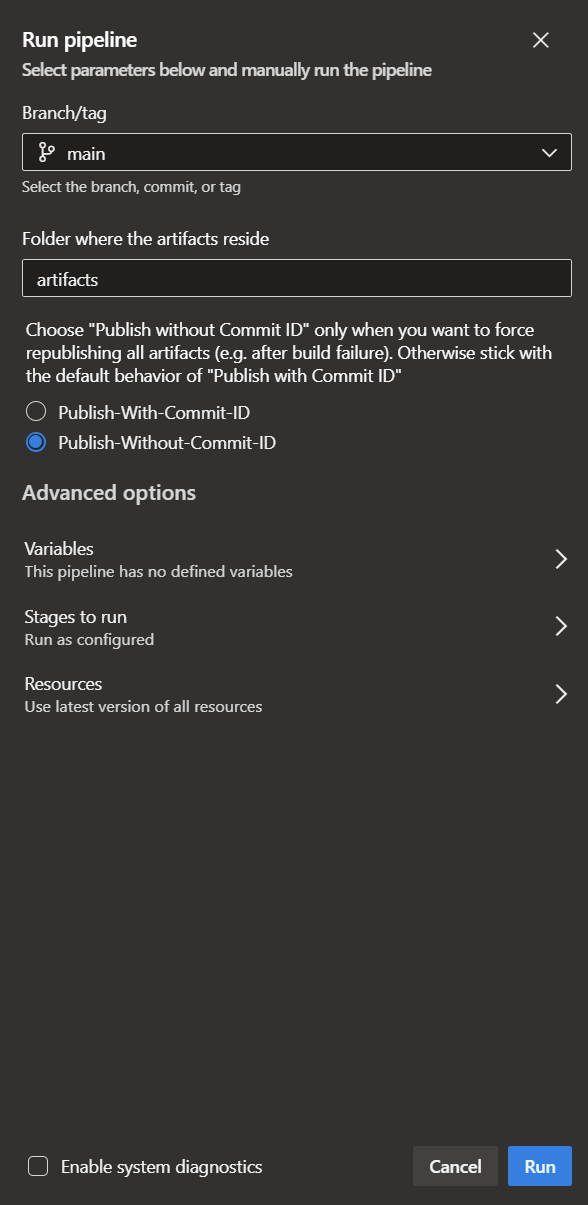 Run pipeline
Select parameters below and manually run the pipeline
Branch/tag
main
Select the branch, commit, or tag
Folder where the artifacts reside
artifacts
Choose "Publish without Commit ID" only when you want to force
republishing all artifacts (e.g. after build failure). Otherwise stick with
the default behavior of "Publish with Commit ID"
Publish-With-Commit-ID
Publish-Without-Commit-ID
Advanced options
Variables
This pipeline has no defined variables
Stages to run
Run as configured
Resources
Use latest version of all resources
Enable system diagnostics
Cancel
Run